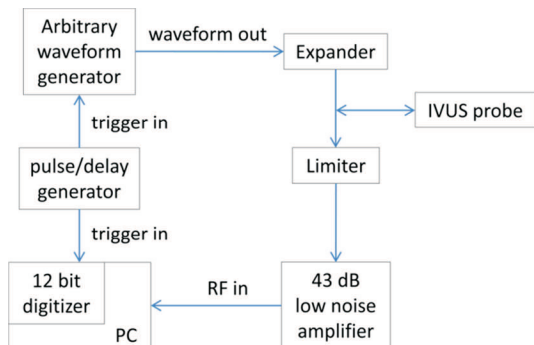 Arbitrary
waveform
generator
waveform out
Expander
IVUS probe
trigger in
pulse/delay
generator
Limiter
trigger in
12 bit
digitizer
PC
RF in
43 dB
low noise
amplifier